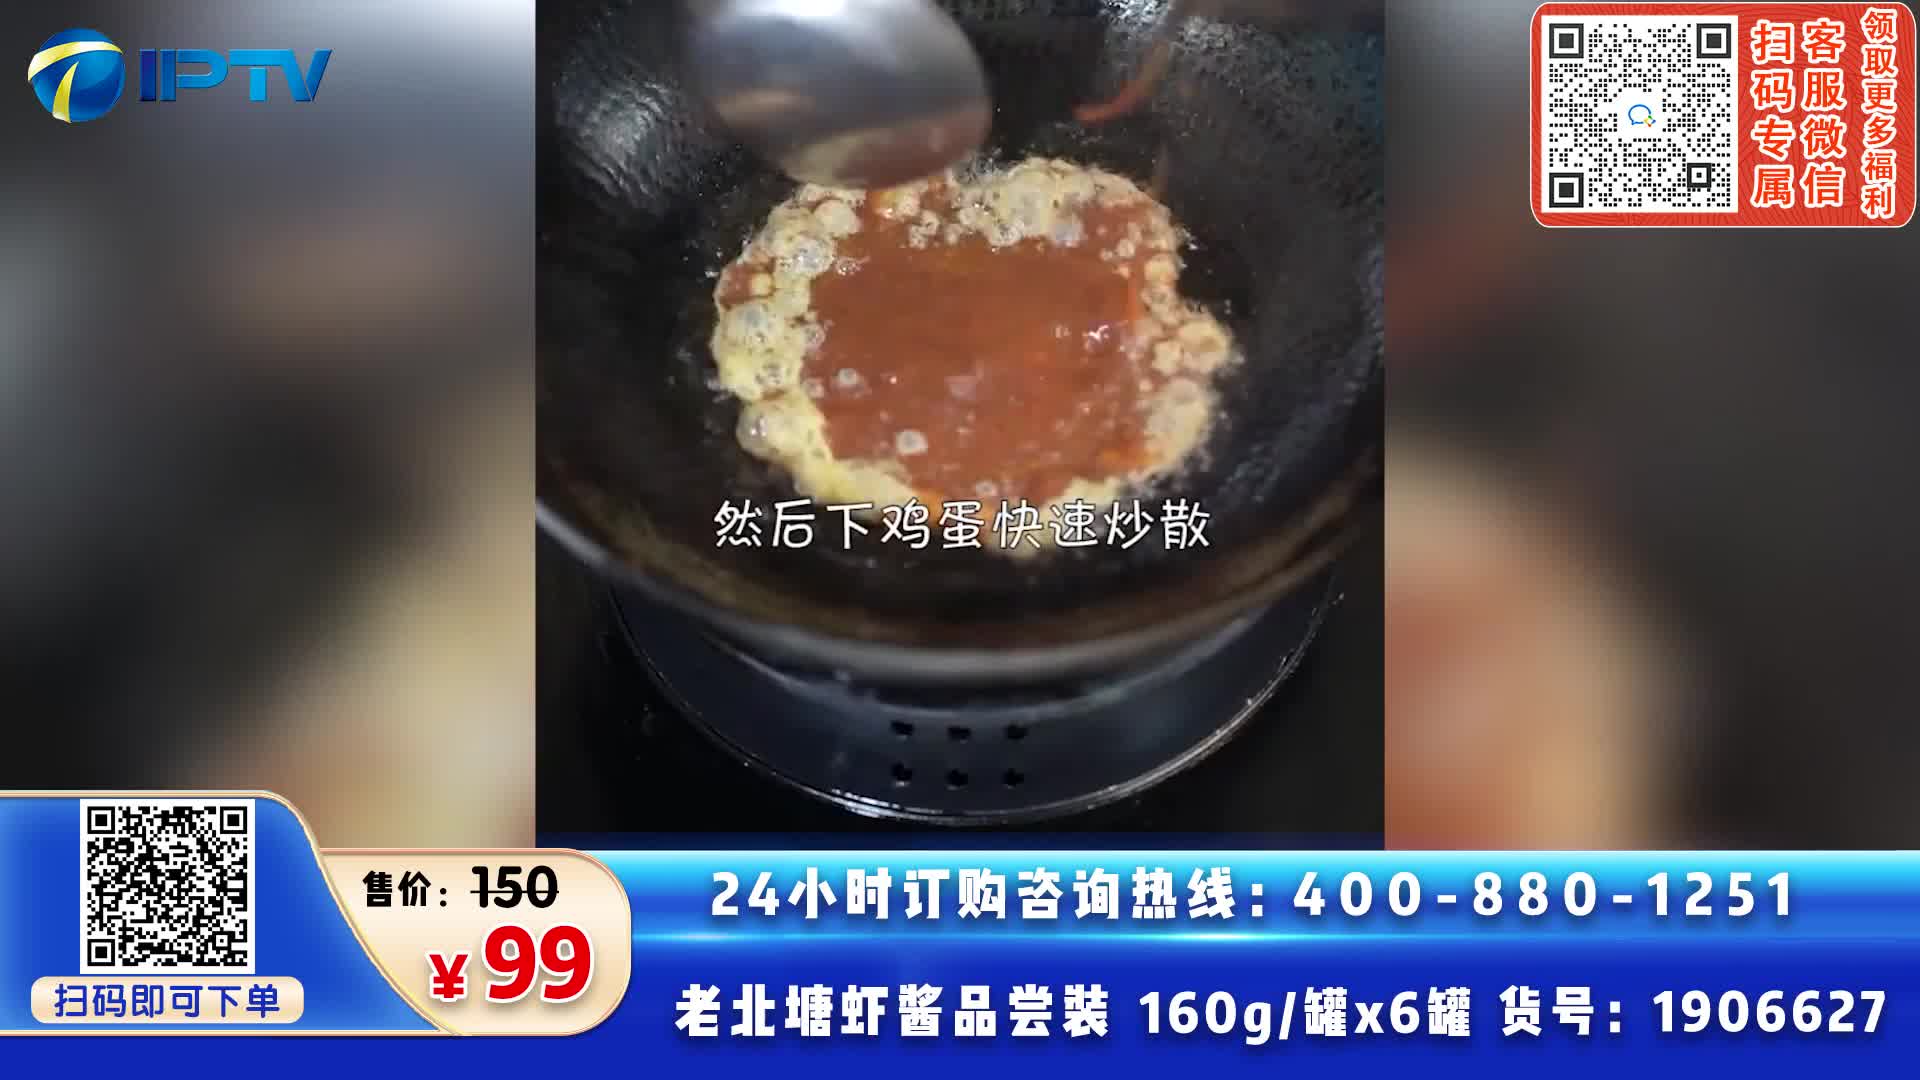 IPTV
扫码专属
客服微信
领取更多福利
然后下鸡蛋快速炒散
售价：150
¥99
扫码即可下单
24小时订购咨询热线：400-880-1251
老北塘虾酱品尝装 160g/罐x6罐 货号：1906627